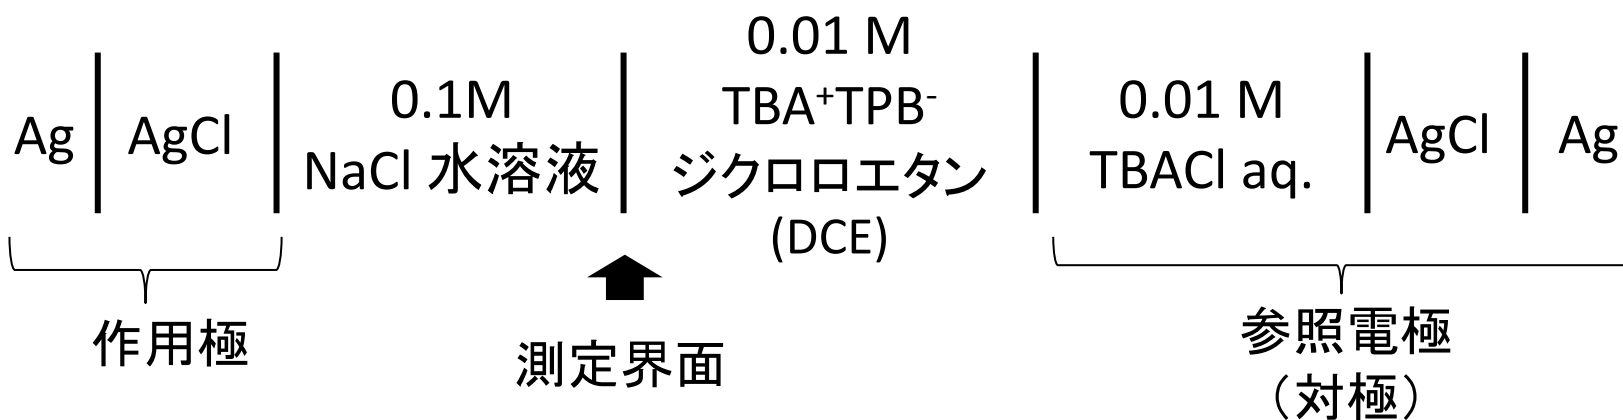 Ag
AgCl
0.1M
NaCl 水溶液
0.01 M
TBA⁺TPB⁻
ジクロロエタン
(DCE)
0.01 M
TBACl aq.
AgCl
Ag
作用極
測定界面
参照電極
（対極）